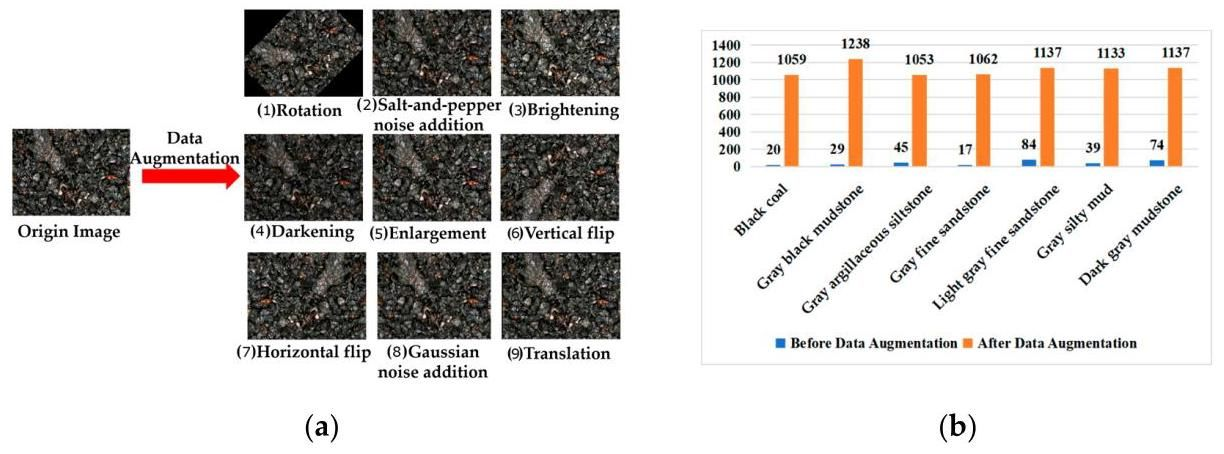 Data
Augmentation
Origin Image
(1)Rotation
(2)Salt-and-pepper
noise addition
(3)Brightening
(4)Darkening
(5)Enlargement
(6)Vertical flip
(7)Horizontal flip
(8)Gaussian
noise addition
(9)Translation
(a)
1400
1200
1000
800
600
400
200
0
20
1059
29
1238
45
1053
17
1062
84
1137
39
1133
74
1137
Black coal
Gray black mudstone
Gray argillaceous siltstone
Gray fine sandstone
Light gray fine sandstone
Gray silty mud
Dark gray mudstone
Before Data Augmentation
After Data Augmentation
(b)